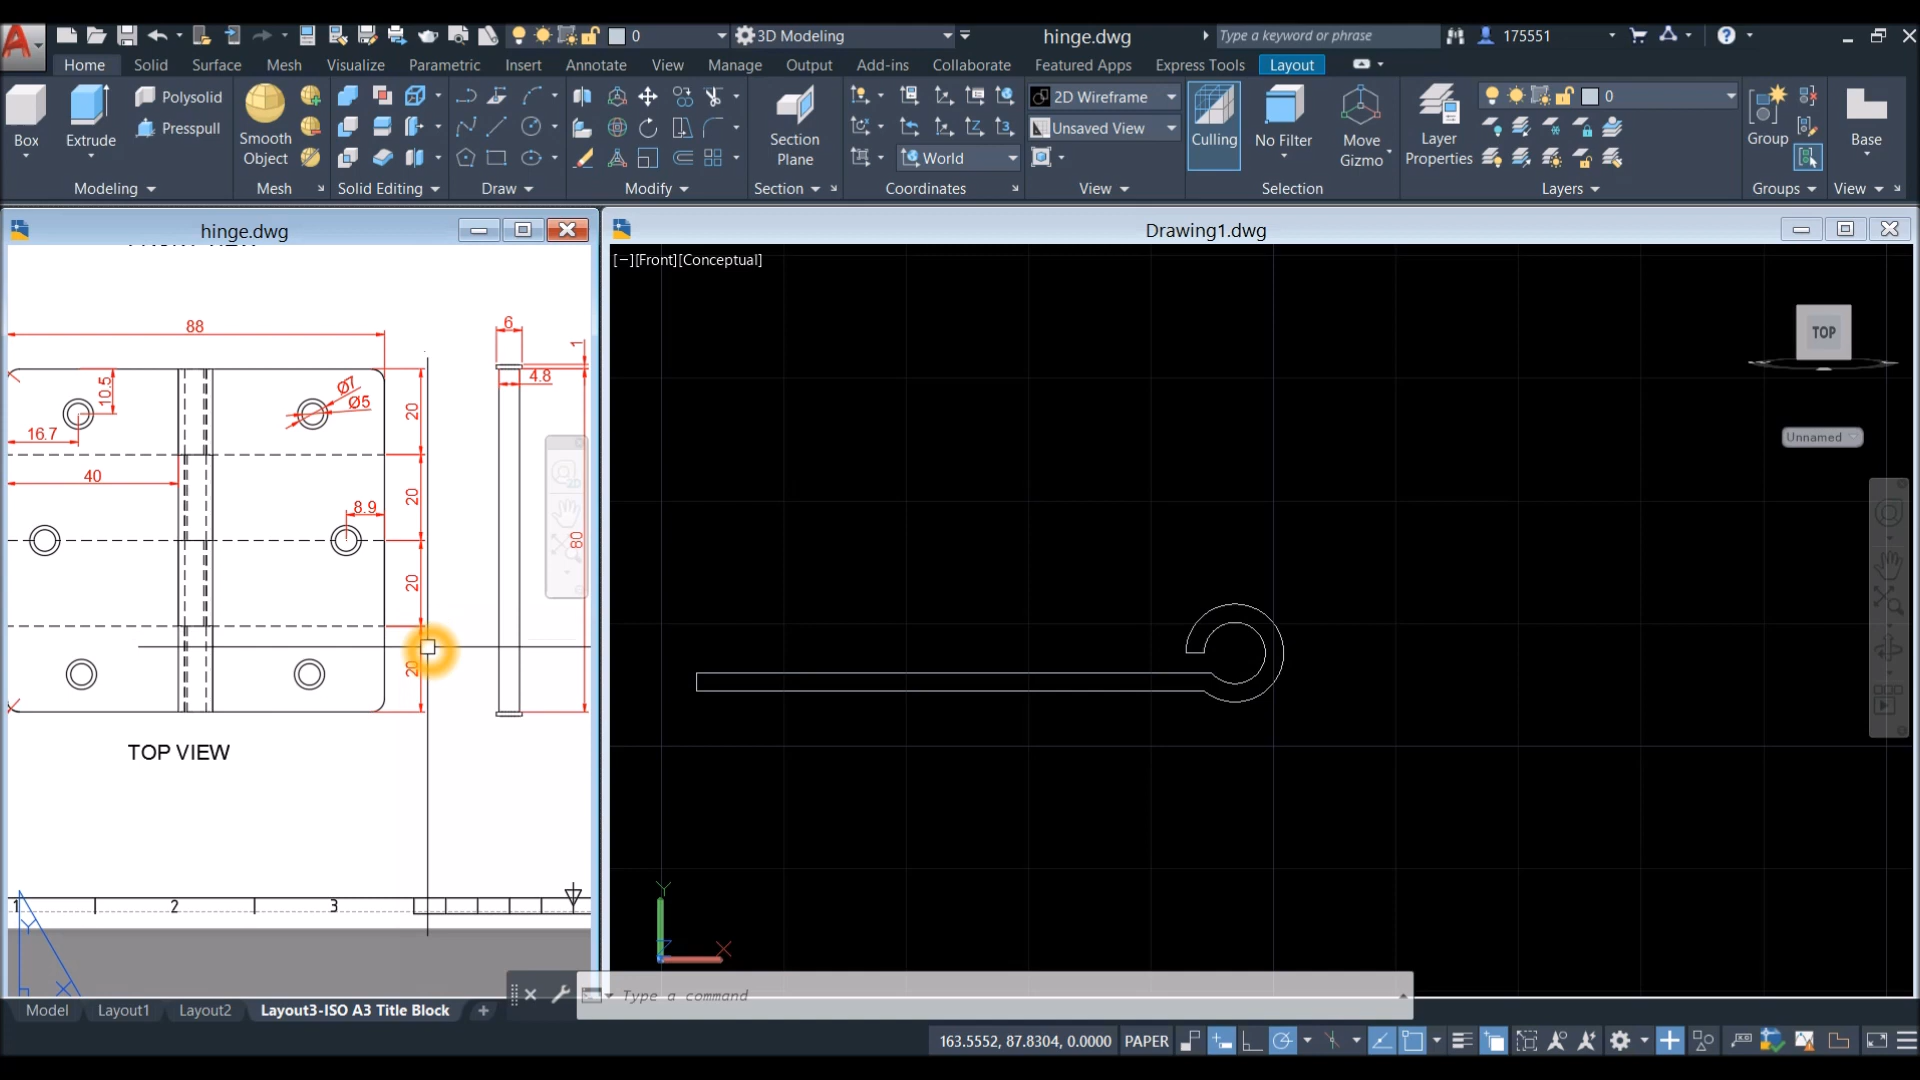 0
3D Modeling
hinge.dwg
Type a keyword or phrase
175551
Home
Solid
Surface
Mesh
Visualize
Parametric
Insert
Annotate
View
Manage
Output
Add-ins
Collaborate
Featured Apps
Express Tools
Layout
Box
Extrude
Polysolid
Presspull
Smooth Object
Section Plane
World
2D Wireframe
Unsaved View
Culling
No Filter
Move Gizmo
Layer Properties
0
Group
Base
Modeling
Mesh
Solid Editing
Draw
Modify
Section
Coordinates
View
Selection
Layers
Groups
View
hinge.dwg
Drawing1.dwg
[−][Front][Conceptual]
TOP
Unnamed
88
6
1
4.8
10.5
Ø7
Ø5
20
16.7
40
20
8.9
80
20
20
TOP VIEW
1
2
3
Y
X
Y
X
Type a command
Model
Layout1
Layout2
Layout3-ISO A3 Title Block
163.5552, 87.8304, 0.0000
PAPER